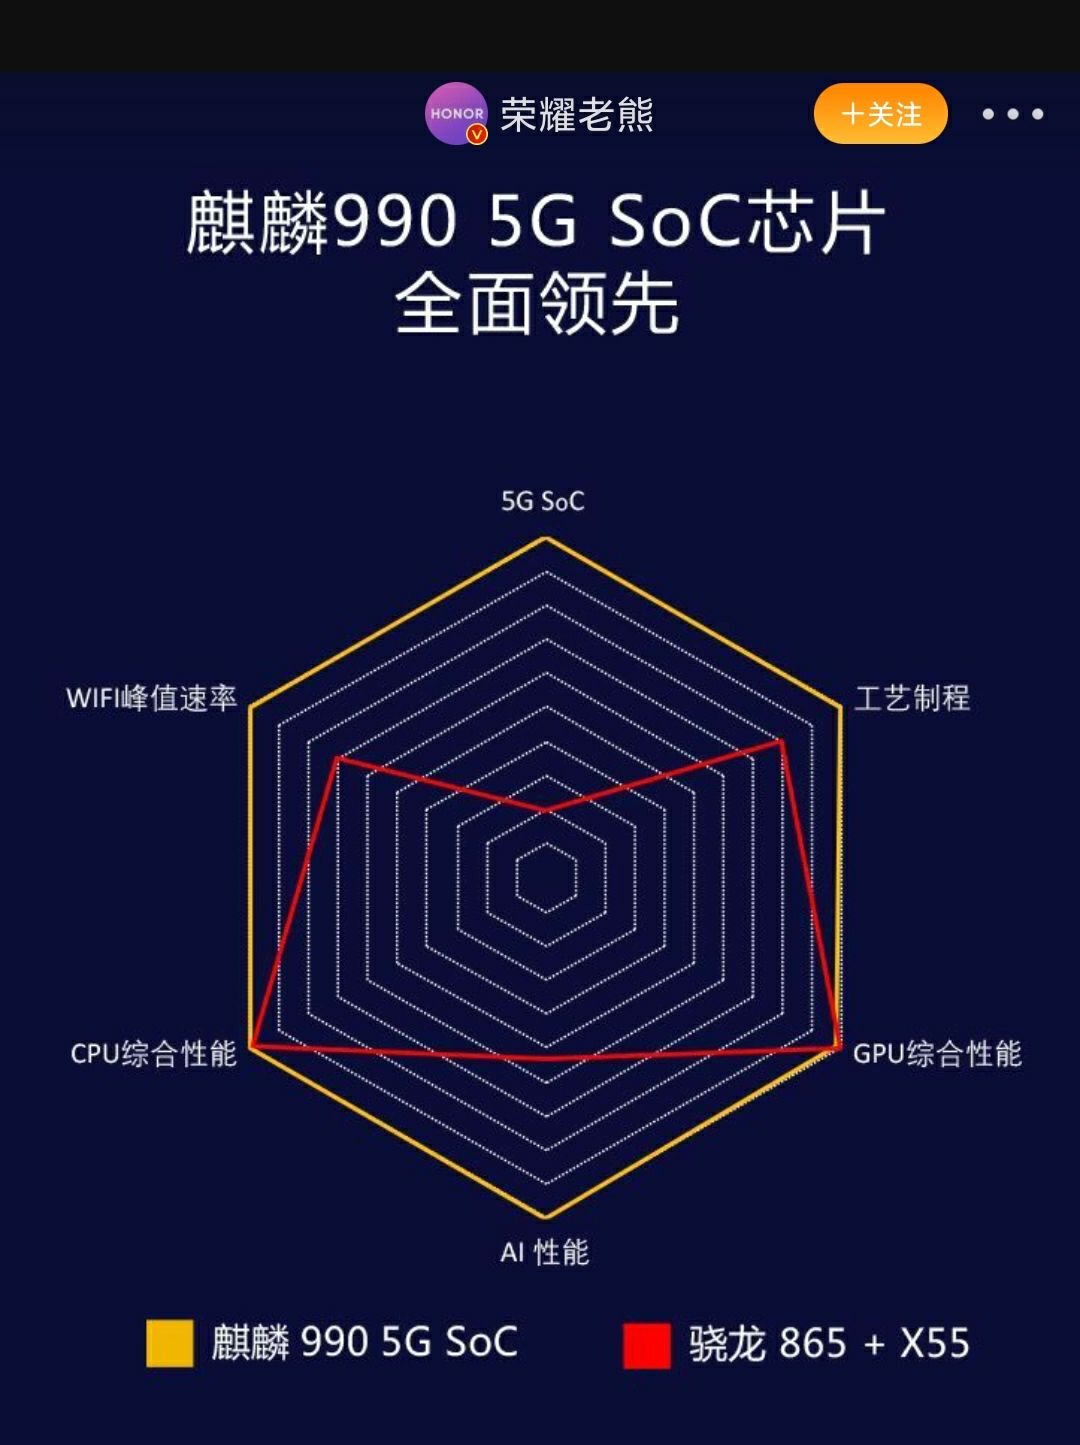 HONOR
V
荣耀老熊
+关注
麒麟990 5G SoC芯片
全面领先
5G SoC
WIFI峰值速率
工艺制程
CPU综合性能
GPU综合性能
AI 性能
麒麟 990 5G SoC
骁龙 865 + X55